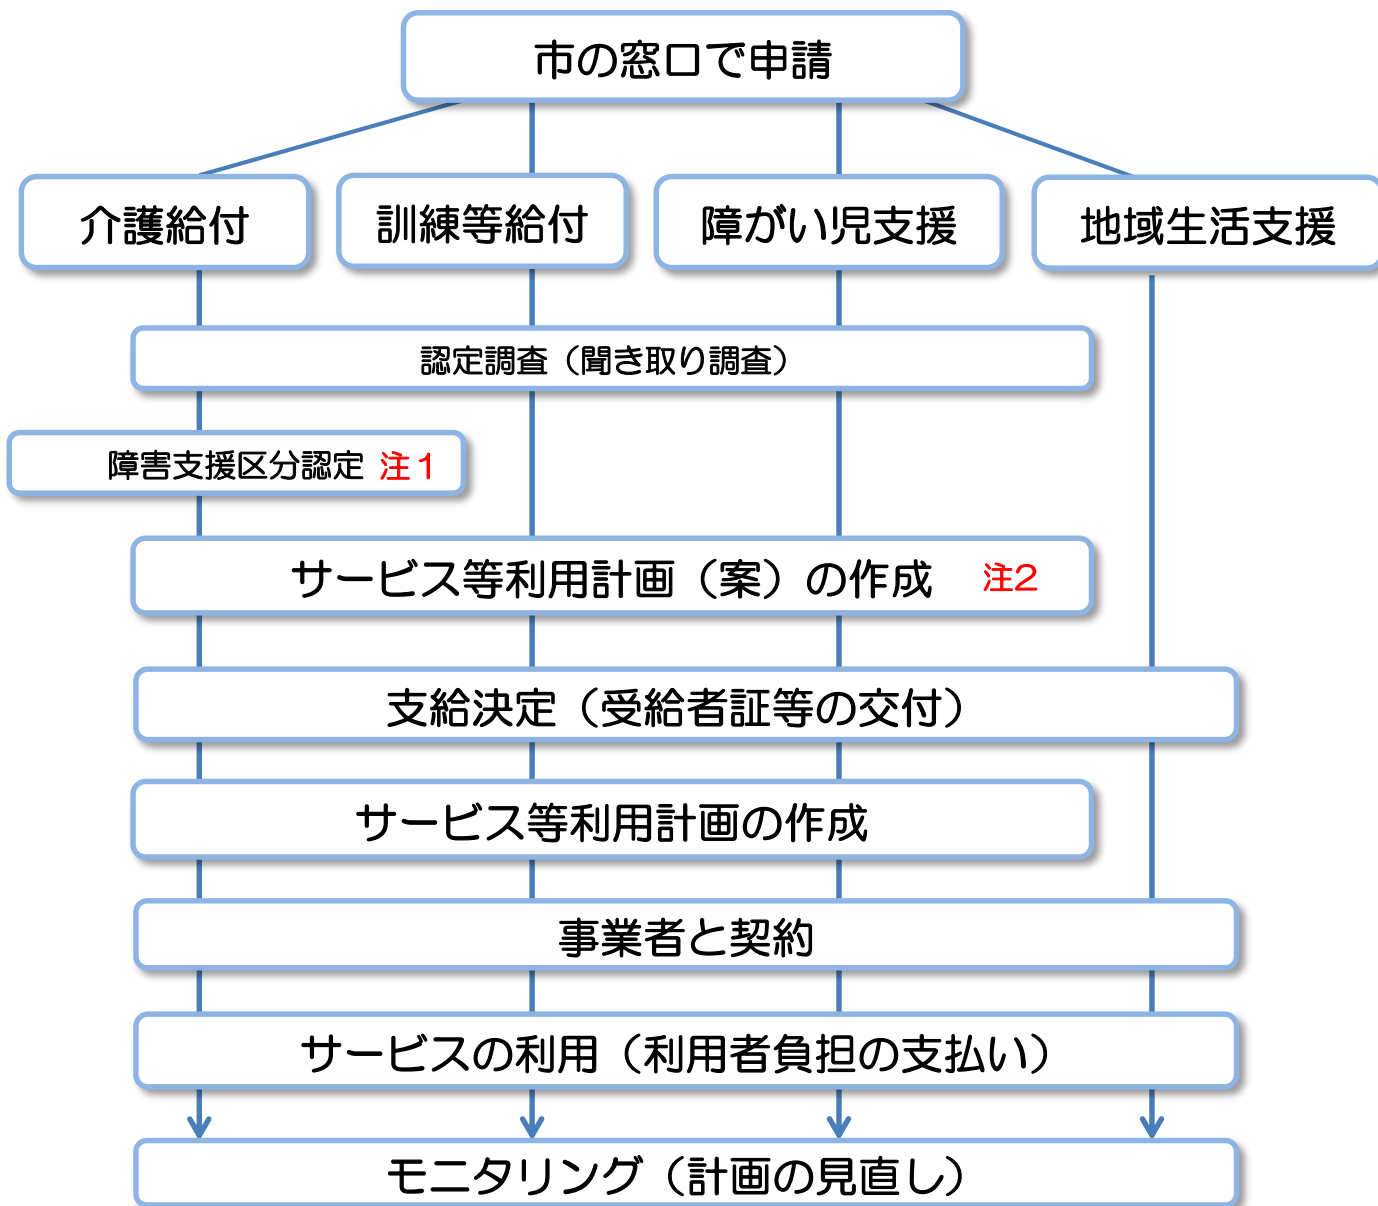 市の窓口で申請
介護給付
訓練等給付
障がい児支援
地域生活支援
認定調査（聞き取り調査）
障害支援区分認定 注１
サービス等利用計画（案）の作成 注２
支給決定（受給者証等の交付）
サービス等利用計画の作成
事業者と契約
サービスの利用（利用者負担の支払い）
モニタリング（計画の見直し）